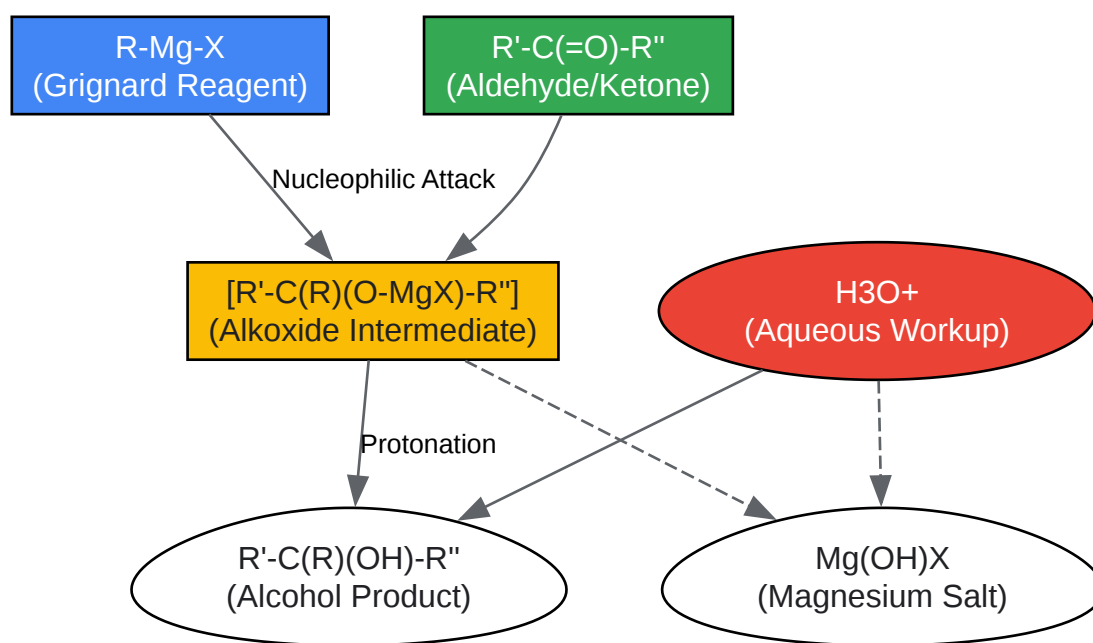 R-Mg-X
(Grignard Reagent)
R'-C(=O)-R"
(Aldehyde/Ketone)
Nucleophilic Attack
[R'-C(R)(O-MgX)-R"]
(Alkoxide Intermediate)
H3O+
(Aqueous Workup)
Protonation
R'-C(R)(OH)-R"
(Alcohol Product)
Mg(OH)X
(Magnesium Salt)